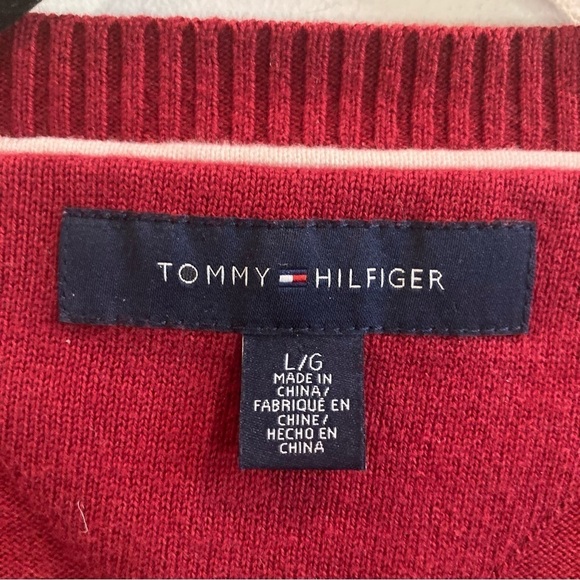 TOMMY HILFIGER
L/G
MADE IN
CHINA/
FABRIQUÉ EN
CHINE/
HECHO EN
CHINA